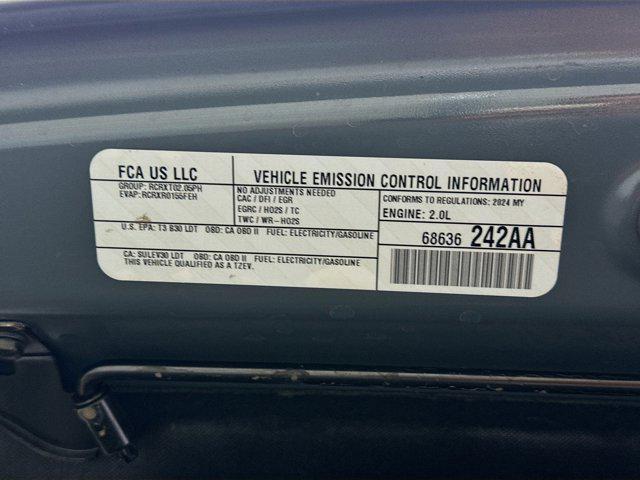 FCA US LLC
GROUP: RCRXT02.05PH
EVAP: RCRXR0155FEH
VEHICLE EMISSION CONTROL INFORMATION
NO ADJUSTMENTS NEEDED
CAC / DFI / EGR
EGRC / HO2S / TC
TWC / WR-HO2S
CONFORMS TO REGULATIONS: 2024 MY
ENGINE: 2.0L
U.S. EPA: T3 B30 LDT OBD: CA OBD II FUEL: ELECTRICITY/GASOLINE
CA: SULEV30 LDT OBD: CA OBD II FUEL: ELECTRICITY/GASOLINE
THIS VEHICLE QUALIFIED AS A TZEV.
68636 242AA